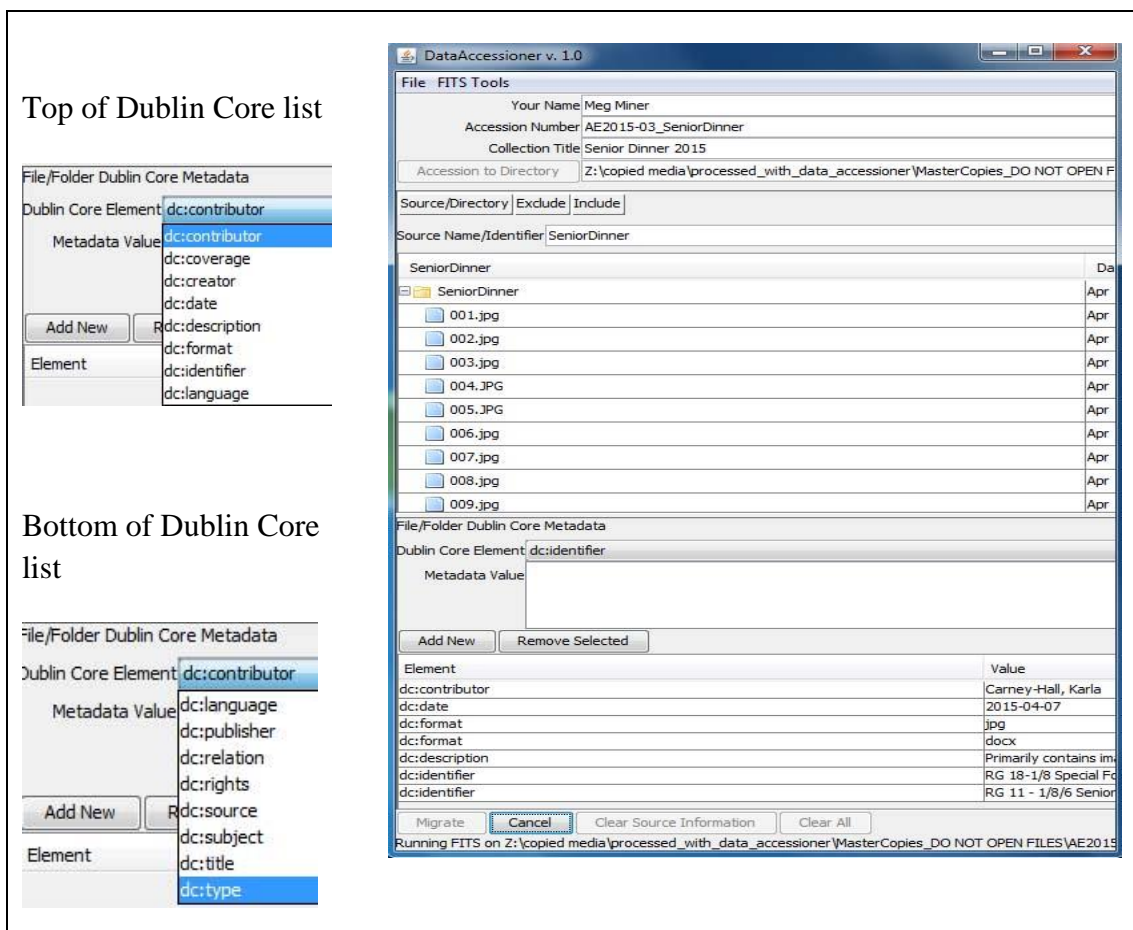 Top of Dublin Core list
File/Folder Dublin Core Metadata
Dublin Core Element dc:contributor
Metadata Value
dc:contributor
dc:coverage
dc:creator
dc:date
dc:description
dc:format
dc:identifier
dc:language
Add New R
Element
Bottom of Dublin Core
list
File/Folder Dublin Core Metadata
Dublin Core Element dc:contributor
Metadata Value
dc:language
dc:publisher
dc:relation
dc:rights
dc:source
dc:subject
dc:title
dc:type
Add New R
Element
DataAccessioner v. 1.0
File FITS Tools
Your Name Meg Miner
Accession Number AE2015-03_SeniorDinner
Collection Title Senior Dinner 2015
Accession to Directory Z:\copied media\processed_with_data_accessioner\MasterCopies_DO NOT OPEN F
Source/Directory Exclude Include
Source Name/Identifier SeniorDinner
SeniorDinner Da
SeniorDinner Apr
001.jpg Apr
002.jpg Apr
003.jpg Apr
004.JPG Apr
005.JPG Apr
006.jpg Apr
007.jpg Apr
008.jpg Apr
009.jpg Apr
File/Folder Dublin Core Metadata
Dublin Core Element dc:identifier
Metadata Value
Add New Remove Selected
Element Value
dc:contributor Carney-Hall, Karla
dc:date 2015-04-07
dc:format jpg
dc:format docx
dc:description Primarily contains ima
dc:identifier RG 18-1/8 Special Fo
dc:identifier RG 11 - 1/8/6 Senior
Migrate Cancel Clear Source Information Clear All
Running FITS on Z:\copied media\processed_with_data_accessioner\MasterCopies_DO NOT OPEN FILES\AE2015